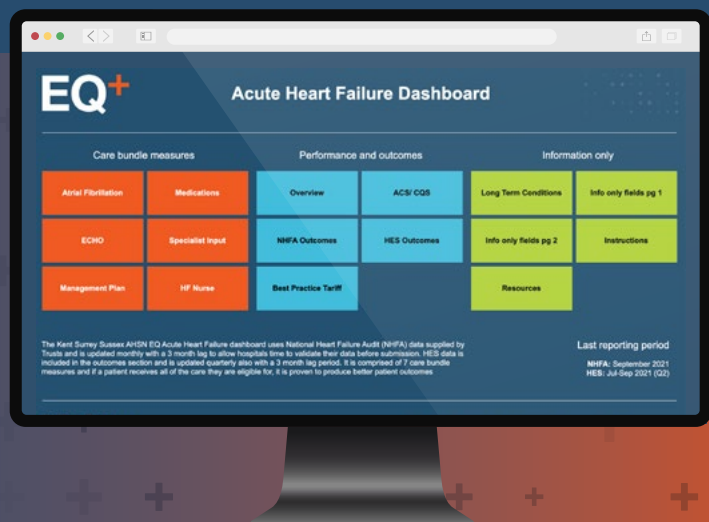 EQ+
Acute Heart Failure Dashboard
Care bundle measures
Performance and outcomes
Information only
Atrial Fibrillation
Medications
Overview
ACS/ CQS
Long Term Conditions
Info only fields pg 1
ECHO
Specialist Input
NHFA Outcomes
HES Outcomes
Info only fields pg 2
Instructions
Management Plan
HF Nurse
Best Practice Tariff
Resources
The Kent Surrey Sussex AHSN EQ Acute Heart Failure dashboard uses National Heart Failure Audit (NHFA) data supplied by
Trusts and is updated monthly with a 3 month lag to allow hospitals time to validate their data before submission. HES data is
included in the outcomes section and is updated quarterly also with a 3 month lag period. It is comprised of 7 care bundle
measures and if a patient receives all of the care they are eligible for, it is proven to produce better patient outcomes
Last reporting period
NHFA: September 2021
HES: Jul-Sep 2021 (Q2)